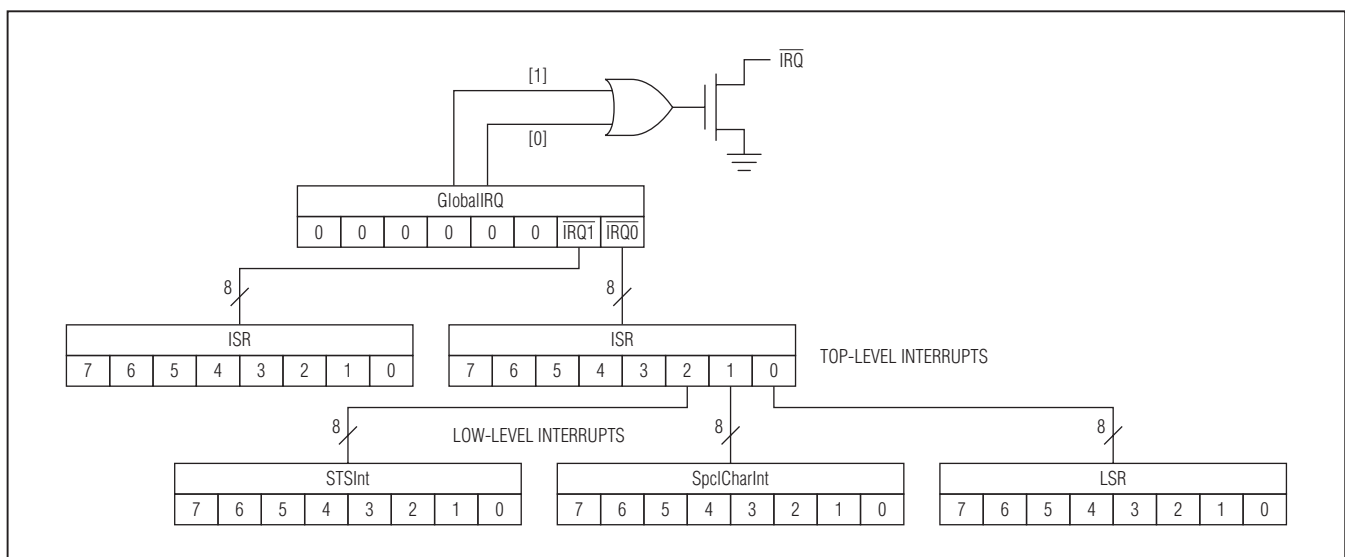 IRQ
[1]
[0]
GlobalIRQ
0 0 0 0 0 0 IRQ1 IRQ0
8 8
ISR ISR
TOP-LEVEL INTERRUPTS
7 6 5 4 3 2 1 0 7 6 5 4 3 2 1 0
8 LOW-LEVEL INTERRUPTS 8 8
STSInt SpclCharInt LSR
7 6 5 4 3 2 1 0 7 6 5 4 3 2 1 0 7 6 5 4 3 2 1 0